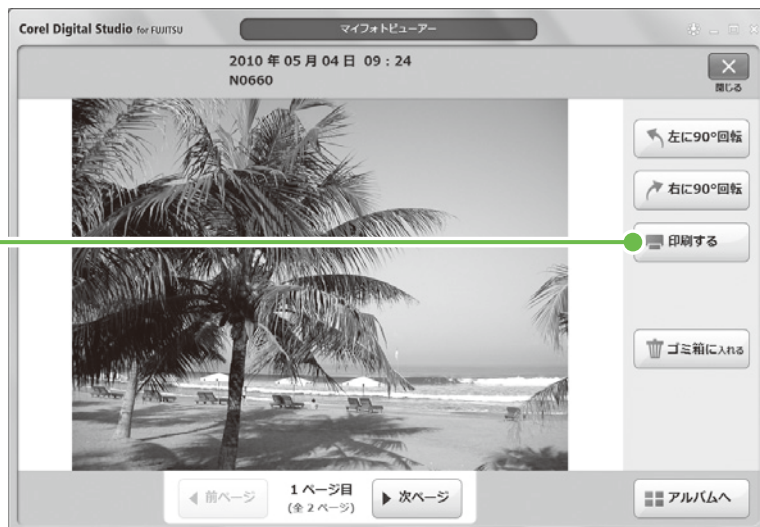 Corel Digital Studio for FUJITSU
マイフォトビューアー
2010 年 05 月 04 日 09 : 24
N0660
閉じる
左に90°回転
右に90°回転
印刷する
ゴミ箱に入れる
前ページ
1 ページ目
(全 2 ページ)
次ページ
アルバムへ